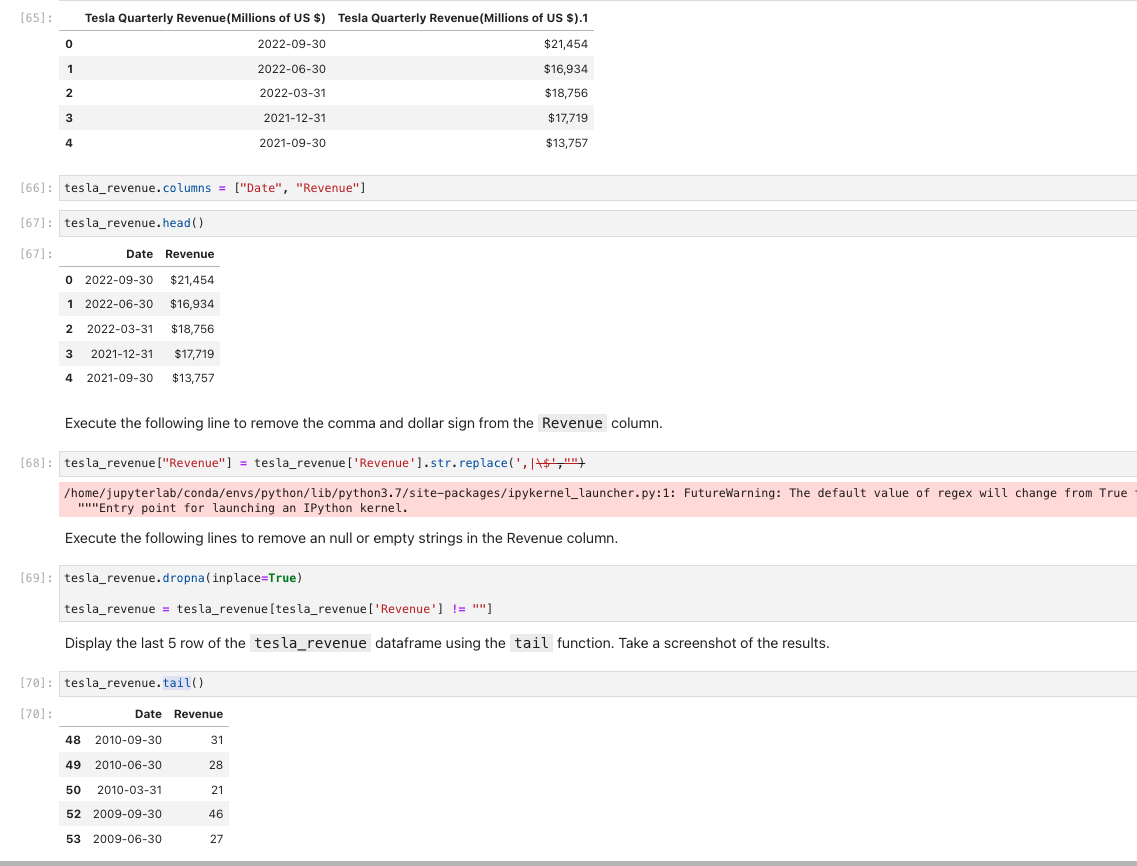 [65]: Tesla Quarterly Revenue(Millions of US $) Tesla Quarterly Revenue(Millions of US $).1
0 2022-09-30 $21,454
1 2022-06-30 $16,934
2 2022-03-31 $18,756
3 2021-12-31 $17,719
4 2021-09-30 $13,757
[66]: tesla_revenue.columns = ["Date", "Revenue"]
[67]: tesla_revenue.head()
[67]: Date Revenue
0 2022-09-30 $21,454
1 2022-06-30 $16,934
2 2022-03-31 $18,756
3 2021-12-31 $17,719
4 2021-09-30 $13,757
Execute the following line to remove the comma and dollar sign from the Revenue column.
[68]: tesla_revenue["Revenue"] = tesla_revenue['Revenue'].str.replace(',|\$',"")
/home/jupyterlab/conda/envs/python/lib/python3.7/site-packages/ipykernel_launcher.py:1: FutureWarning: The default value of regex will change from True
"""Entry point for launching an IPython kernel.
Execute the following lines to remove an null or empty strings in the Revenue column.
[69]: tesla_revenue.dropna(inplace=True)
tesla_revenue = tesla_revenue[tesla_revenue['Revenue'] != ""]
Display the last 5 row of the tesla_revenue dataframe using the tail function. Take a screenshot of the results.
[70]: tesla_revenue.tail()
[70]: Date Revenue
48 2010-09-30 31
49 2010-06-30 28
50 2010-03-31 21
52 2009-09-30 46
53 2009-06-30 27